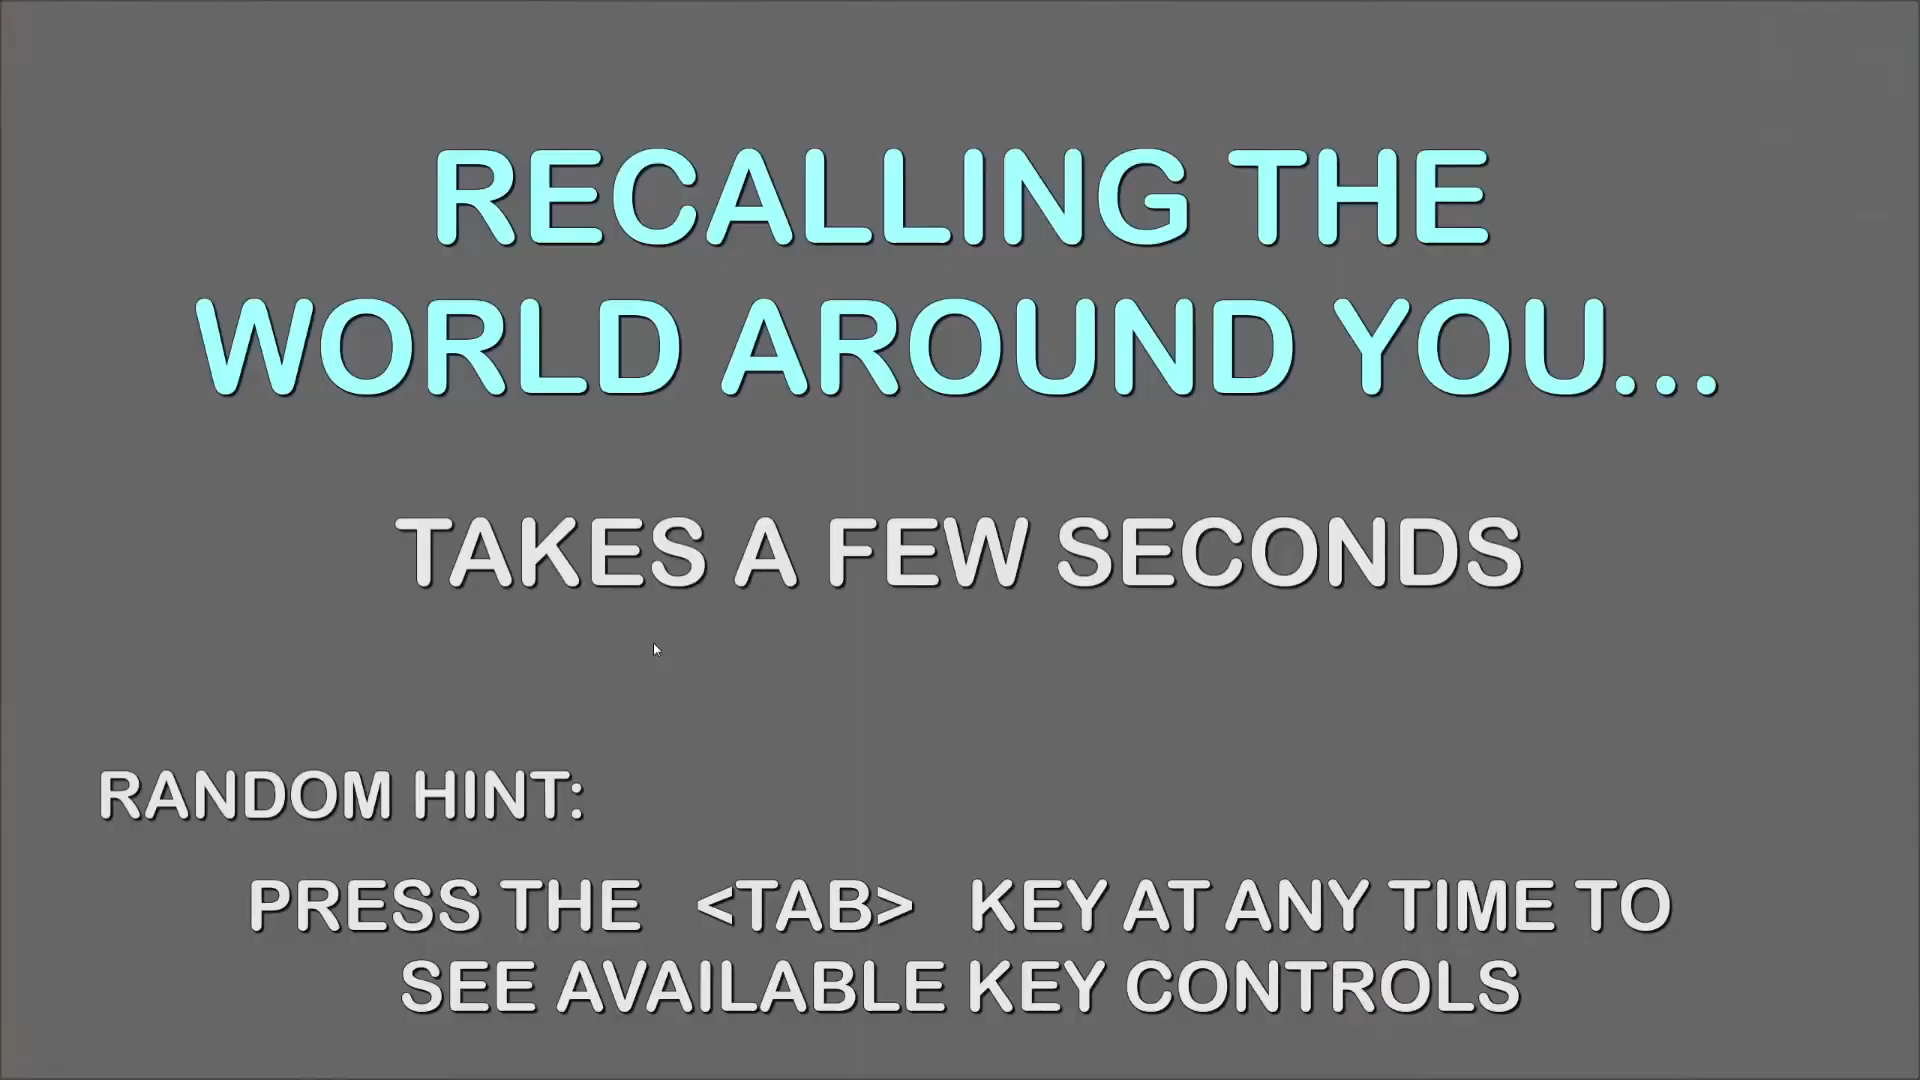 RECALLING THE
WORLD AROUND YOU...
TAKES A FEW SECONDS
RANDOM HINT:
PRESS THE <TAB> KEY AT ANY TIME TO
SEE AVAILABLE KEY CONTROLS